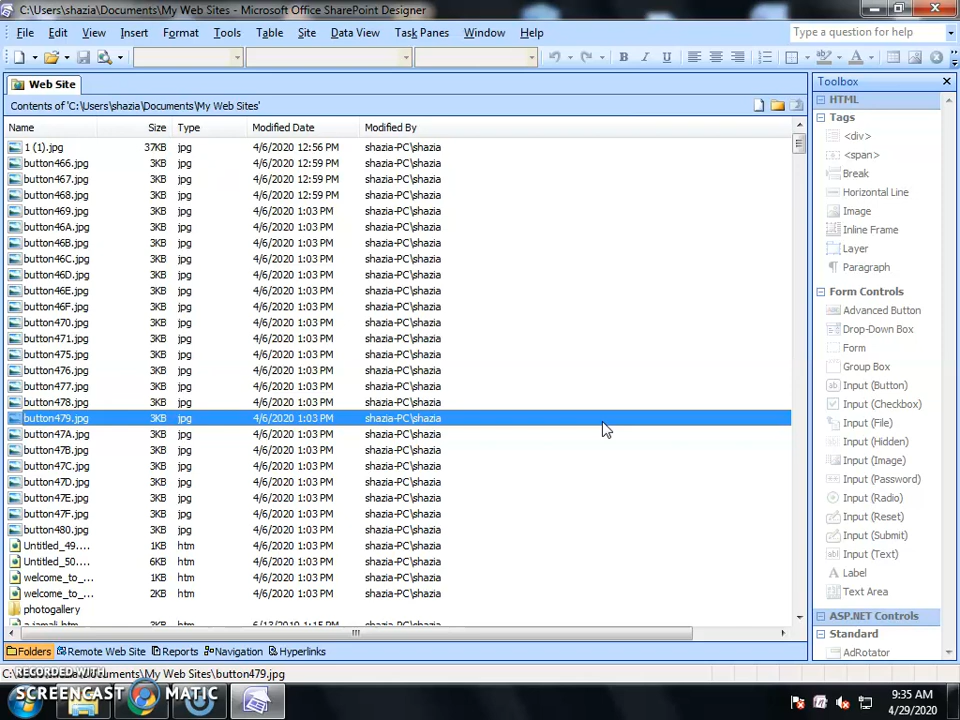 C:\Users\shazia\Documents\My Web Sites - Microsoft Office SharePoint Designer
File Edit View Insert Format Tools Table Site Data View Task Panes Window Help
Type a question for help
B I U A
Web Site
Contents of 'C:\Users\shazia\Documents\My Web Sites'
Name Size Type Modified Date Modified By
1 (1).jpg 37KB jpg 4/6/2020 12:56 PM shazia-PC\shazia
button466.jpg 3KB jpg 4/6/2020 12:59 PM shazia-PC\shazia
button467.jpg 3KB jpg 4/6/2020 12:59 PM shazia-PC\shazia
button468.jpg 3KB jpg 4/6/2020 12:59 PM shazia-PC\shazia
button469.jpg 3KB jpg 4/6/2020 1:03 PM shazia-PC\shazia
button46A.jpg 3KB jpg 4/6/2020 1:03 PM shazia-PC\shazia
button46B.jpg 3KB jpg 4/6/2020 1:03 PM shazia-PC\shazia
button46C.jpg 3KB jpg 4/6/2020 1:03 PM shazia-PC\shazia
button46D.jpg 3KB jpg 4/6/2020 1:03 PM shazia-PC\shazia
button46E.jpg 3KB jpg 4/6/2020 1:03 PM shazia-PC\shazia
button46F.jpg 3KB jpg 4/6/2020 1:03 PM shazia-PC\shazia
button470.jpg 3KB jpg 4/6/2020 1:03 PM shazia-PC\shazia
button471.jpg 3KB jpg 4/6/2020 1:03 PM shazia-PC\shazia
button475.jpg 3KB jpg 4/6/2020 1:03 PM shazia-PC\shazia
button476.jpg 3KB jpg 4/6/2020 1:03 PM shazia-PC\shazia
button477.jpg 3KB jpg 4/6/2020 1:03 PM shazia-PC\shazia
button478.jpg 3KB jpg 4/6/2020 1:03 PM shazia-PC\shazia
button479.jpg 3KB jpg 4/6/2020 1:03 PM shazia-PC\shazia
button47A.jpg 3KB jpg 4/6/2020 1:03 PM shazia-PC\shazia
button47B.jpg 3KB jpg 4/6/2020 1:03 PM shazia-PC\shazia
button47C.jpg 3KB jpg 4/6/2020 1:03 PM shazia-PC\shazia
button47D.jpg 3KB jpg 4/6/2020 1:03 PM shazia-PC\shazia
button47E.jpg 3KB jpg 4/6/2020 1:03 PM shazia-PC\shazia
button47F.jpg 3KB jpg 4/6/2020 1:03 PM shazia-PC\shazia
button480.jpg 3KB jpg 4/6/2020 1:03 PM shazia-PC\shazia
Untitled_49.... 1KB htm 4/6/2020 1:03 PM shazia-PC\shazia
Untitled_50.... 6KB htm 4/6/2020 1:03 PM shazia-PC\shazia
welcome_to_... 1KB htm 4/6/2020 1:03 PM shazia-PC\shazia
welcome_to_... 2KB htm 4/6/2020 1:03 PM shazia-PC\shazia
photogallery
a jamali.htm htm 6/13/2019 1:15 PM shazia-PC\shazia
Folders Remote Web Site Reports Navigation Hyperlinks
Toolbox
HTML
Tags
<div>
<span>
Break
Horizontal Line
Image
Inline Frame
Layer
Paragraph
Form Controls
Advanced Button
Drop-Down Box
Form
Group Box
Input (Button)
Input (Checkbox)
Input (File)
Input (Hidden)
Input (Image)
Input (Password)
Input (Radio)
Input (Reset)
Input (Submit)
Input (Text)
Label
Text Area
ASP.NET Controls
Standard
AdRotator
\Documents\My Web Sites\button479.jpg
RECORDED WITH
SCREENCAST MATIC
9:35 AM
4/29/2020